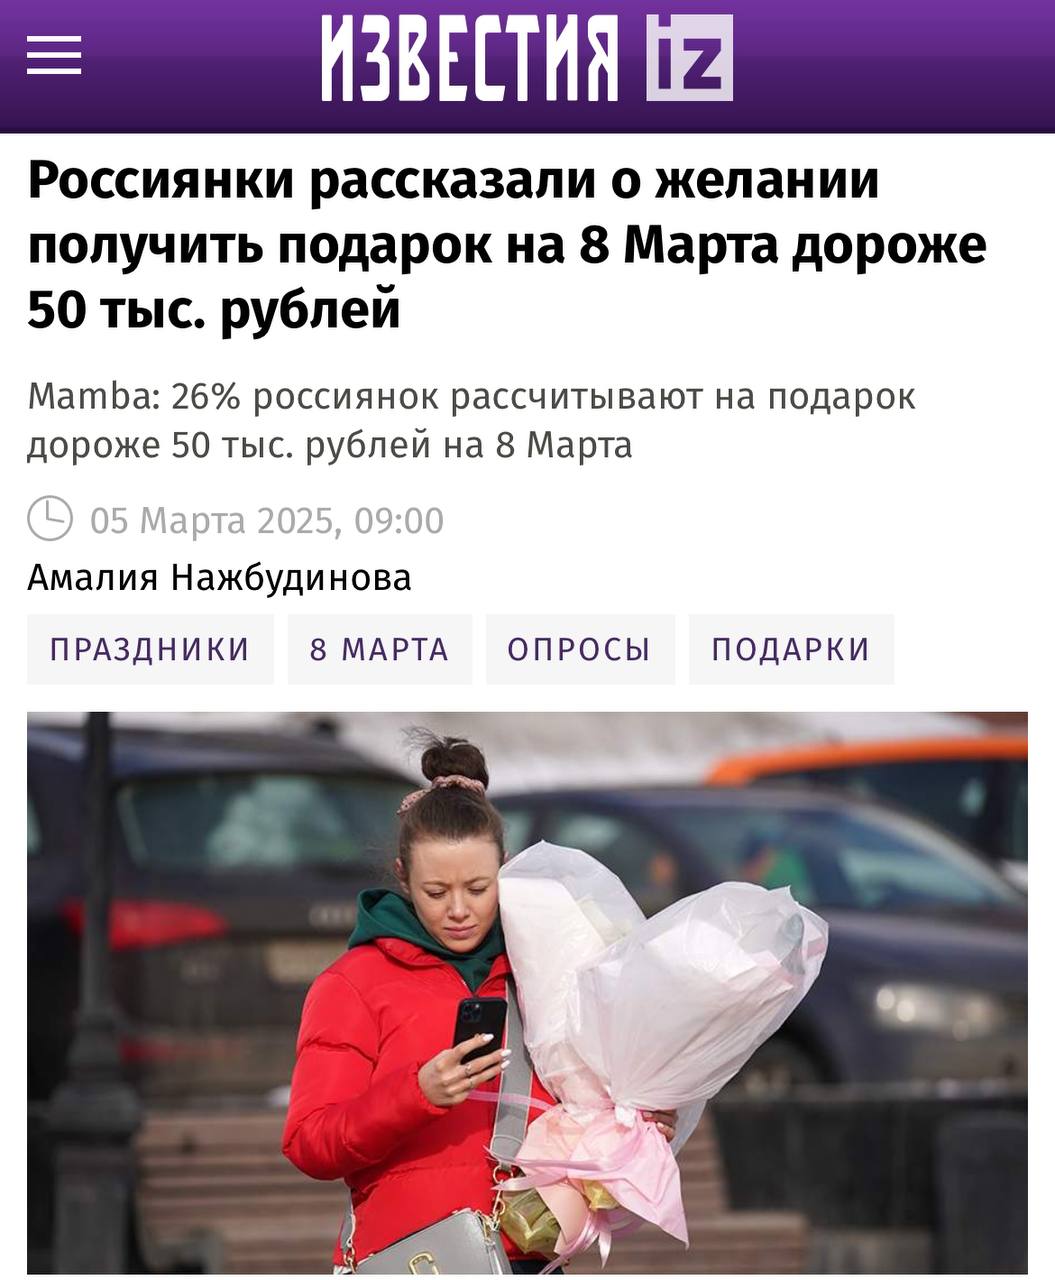 ИЗВЕСТИЯ iz
Россиянки рассказали о желании
получить подарок на 8 Марта дороже
50 тыс. рублей
Mamba: 26% россиянок рассчитывают на подарок
дороже 50 тыс. рублей на 8 Марта
05 Марта 2025, 09:00
Амалия Нажбудинова
ПРАЗДНИКИ 8 МАРТА ОПРОСЫ ПОДАРКИ